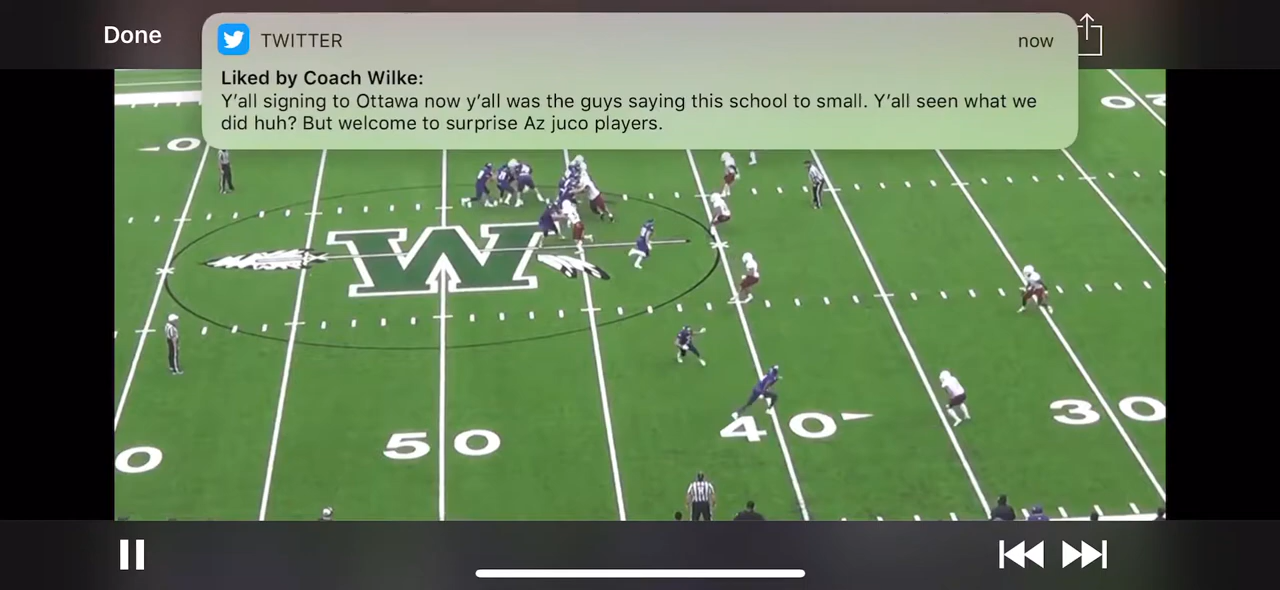 Done
TWITTER
now
Liked by Coach Wilke:
Y'all signing to Ottawa now y'all was the guys saying this school to small. Y'all seen what we
did huh? But welcome to surprise Az juco players.
W
0
50
40
30